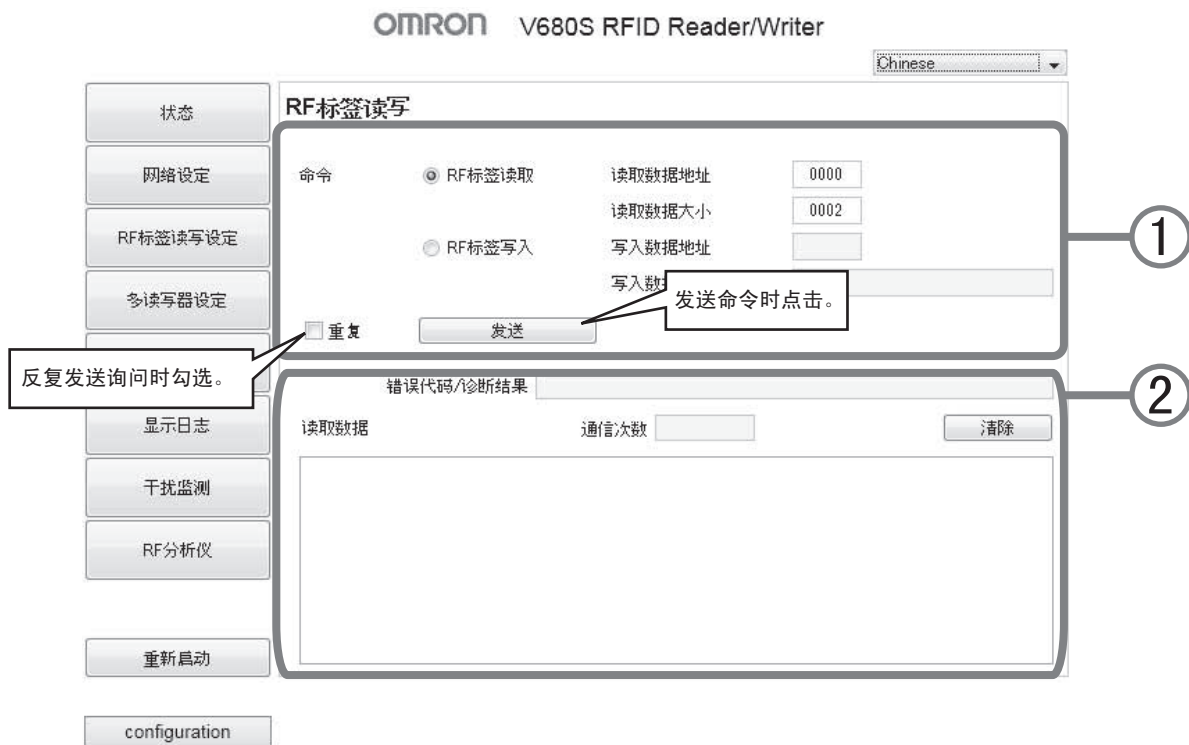 OMRON V680S RFID Reader/Writer
Chinese
状态
网络设定
RF标签读写设定
多读写器设定
显示日志
干扰监测
RF分析仪
重新启动
configuration
RF标签读写
命令 RF标签读取 读取数据地址 0000
读取数据大小 0002
RF标签写入 写入数据地址
写入数
发送命令时点击。
重复 发送
反复发送询问时勾选。
①
错误代码/诊断结果
读取数据 通信次数 清除
②